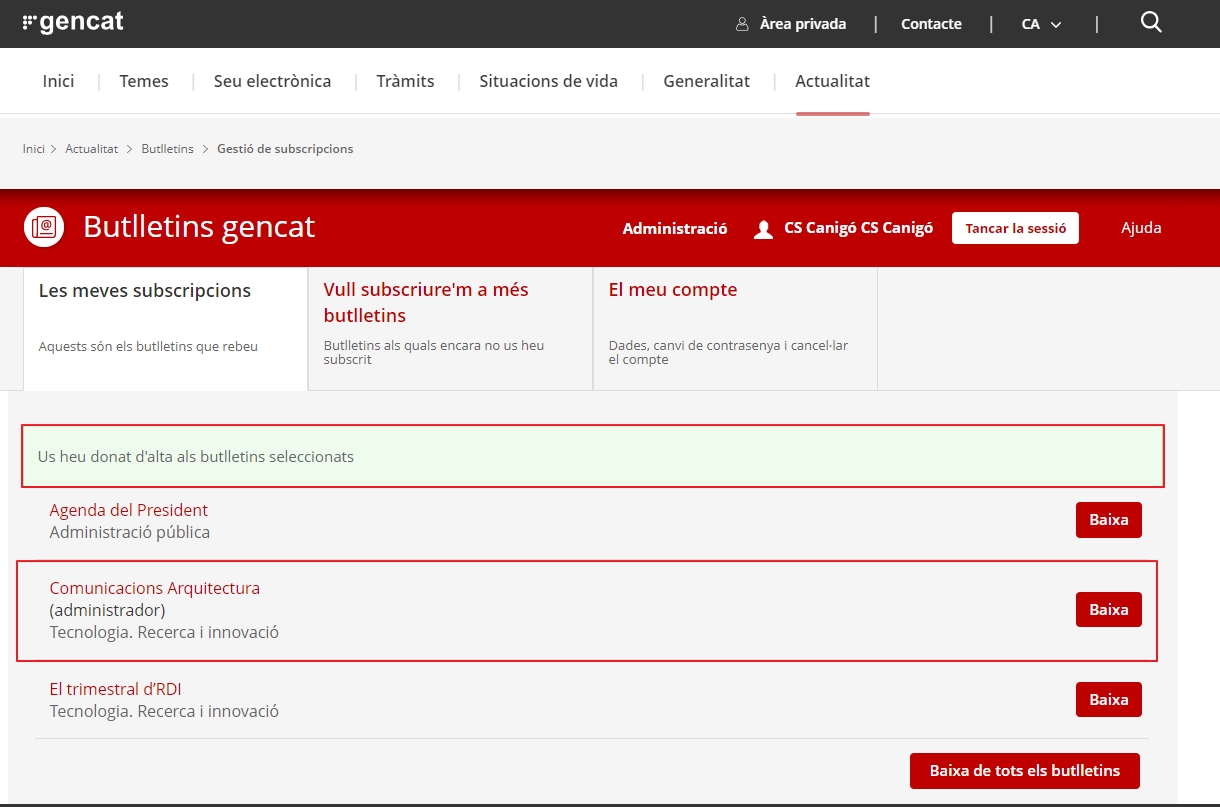 gencat
Àrea privada | Contacte | CA |
Inici | Temes | Seu electrònica | Tràmits | Situacions de vida | Generalitat | Actualitat
Inici > Actualitat > Butlletins > Gestió de subscripcions
Butlletins gencat
Administració
CS Canigó CS Canigó
Tancar la sessió
Ajuda
Les meves subscripcions
Aquests són els butlletins que rebeu
Vull subscriure'm a més
butlletins
Butlletins als quals encara no us heu
subscrit
El meu compte
Dades, canvi de contrasenya i cancel·lar
el compte
Us heu donat d'alta als butlletins seleccionats
Agenda del President
Administració pública
Baixa
Comunicacions Arquitectura
(administrador)
Tecnologia. Recerca i innovació
Baixa
El trimestral d’RDI
Tecnologia. Recerca i innovació
Baixa
Baixa de tots els butlletins